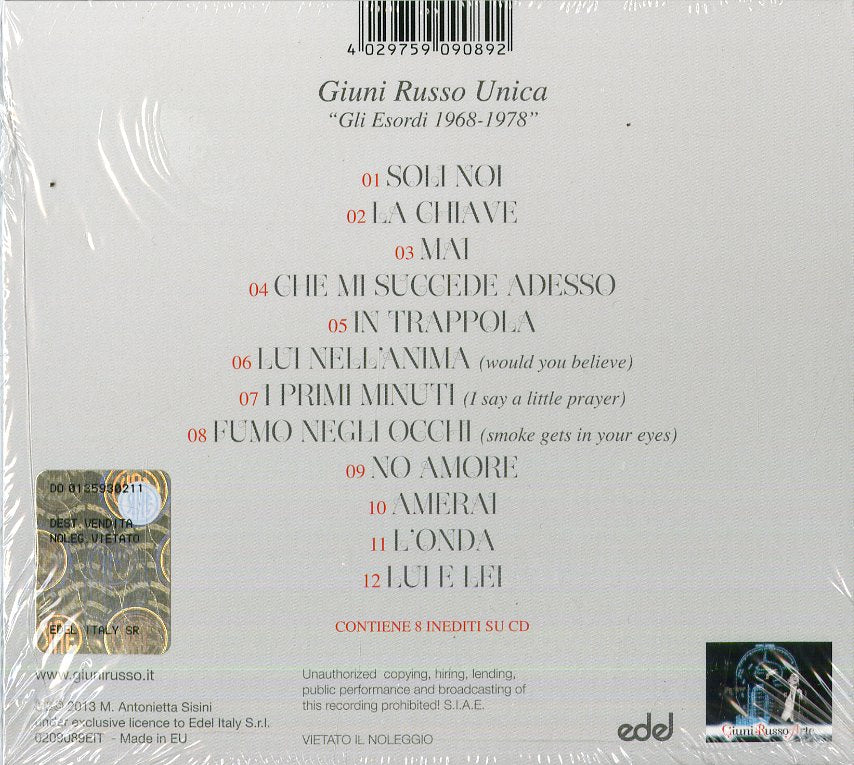 4 029759 090892
Giuni Russo Unica
“Gli Esordi 1968-1978”
01 SOLI NOI
02 LA CHIAVE
03 MAI
04 CHE MI SUCCEDE ADESSO
05 IN TRAPPOLA
06 LUI NELL'ANIMA (would you believe)
07 I PRIMI MINUTI (I say a little prayer)
08 FUMO NEGLI OCCHI (smoke gets in your eyes)
09 NO AMORE
10 AMERAI
11 L'ONDA
12 LUI E LEI
CONTIENE 8 INEDITI SU CD
DO 0135930211
DEST.VENDITA
NOLEG.VIETATO
EDEL ITALY SR
www.giunirusso.it
2013 M. Antonietta Sisini
under exclusive licence to Edel Italy S.r.l.
0209089EIT - Made in EU
Unauthorized copying, hiring, lending,
public performance and broadcasting of
this recording prohibited! S.I.A.E.
VIETATO IL NOLEGGIO
edel
Giuni Russo Arte